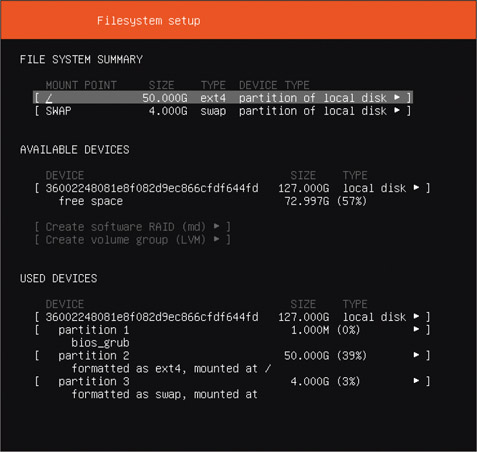 Filesystem setup
FILE SYSTEM SUMMARY
MOUNT POINT SIZE TYPE DEVICE TYPE
[ / 50.000G ext4 partition of local disk ▸ ]
[ SWAP 4.000G swap partition of local disk ▸ ]
AVAILABLE DEVICES
DEVICE SIZE TYPE
[ 36002248081e8f082d9ec866cfdf644fd 127.000G local disk ▸ ]
free space 72.997G (57%)
[ Create software RAID (md) ▸ ]
[ Create volume group (LVM) ▸ ]
USED DEVICES
DEVICE SIZE TYPE
[ 36002248081e8f082d9ec866cfdf644fd 127.000G local disk ▸ ]
[ partition 1 1.000M (0%) ▸ ]
bios_grub
[ partition 2 50.000G (39%) ▸ ]
formatted as ext4, mounted at /
[ partition 3 4.000G (3%) ▸ ]
formatted as swap, mounted at